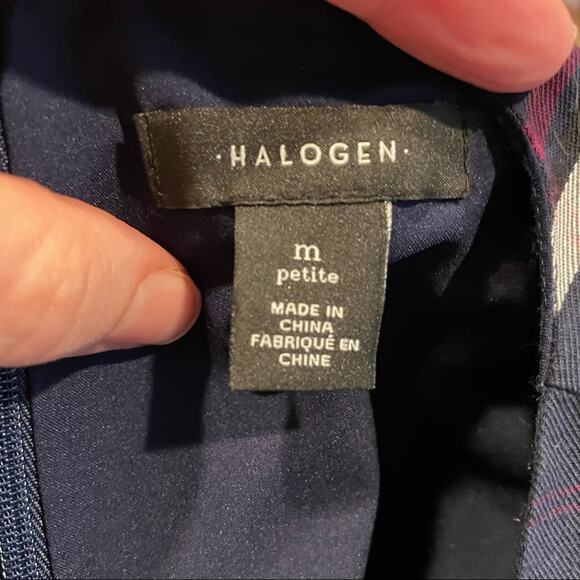 ·HALOGEN·
m
petite
MADE IN
CHINA
FABRIQUÉ EN
CHINE